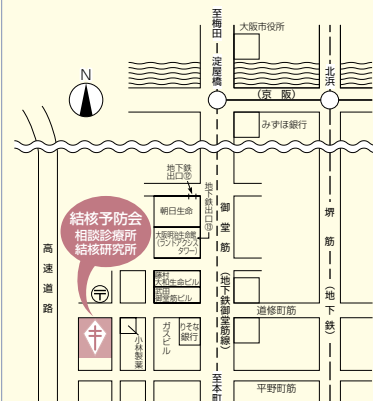 至梅田
大阪市役所
淀屋橋
北浜
N
(京 阪)
みずほ銀行
地下鉄
出口⑫
地下鉄出口⑬
朝日生命
御堂筋
堺筋
結核予防会
相談診療所
結核研究所
大阪明治生命館
(ランドアクシス
タワー)
高速道路
藤村
大和生命ビル
武田
御堂筋ビル
(地下鉄御堂筋線)
(地下鉄)
〒
道修町筋
小林製薬
ガスビル
りそな
銀行
平野町筋
至本町